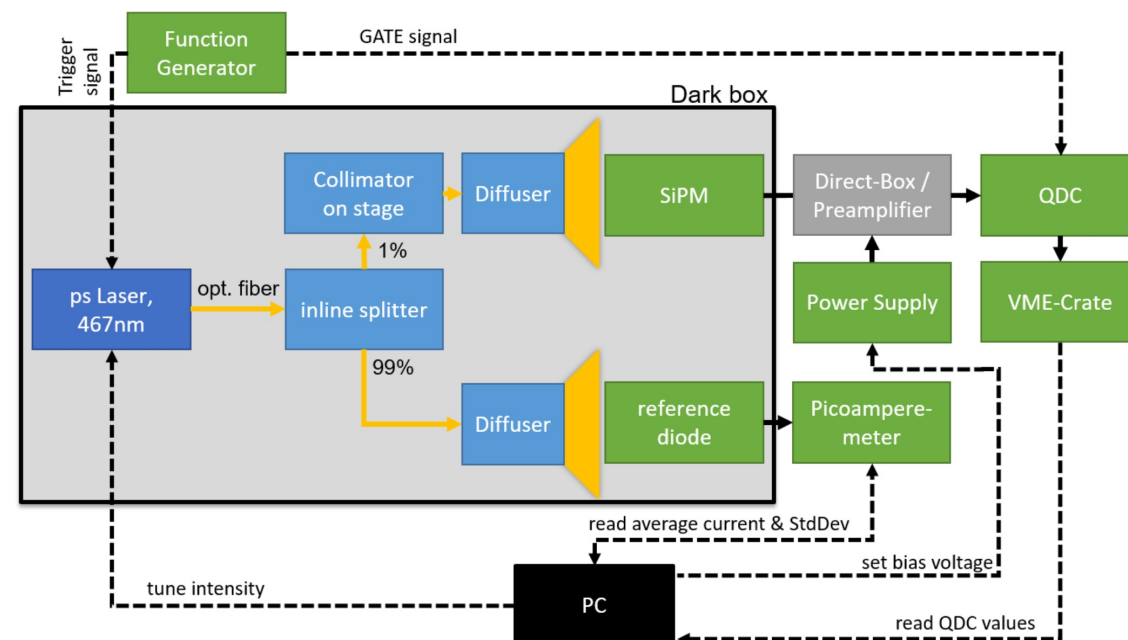 Function
Generator
GATE signal
Trigger
signal
Dark box
Collimator
on stage
Diffuser
SiPM
Direct-Box /
Preamplifier
QDC
1%
ps Laser,
467nm
opt. fiber
inline splitter
Power Supply
VME-Crate
99%
Diffuser
reference
diode
Picoampere-
meter
read average current & StdDev
set bias voltage
tune intensity
PC
read QDC values